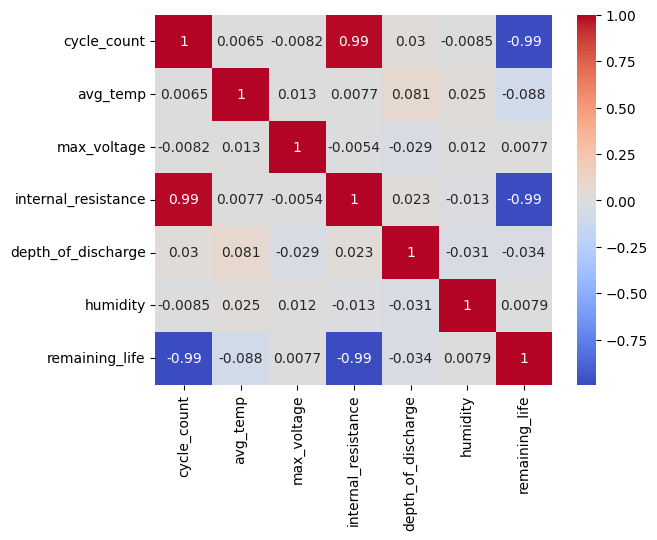 1.00
cycle_count 1 0.0065 -0.0082 0.99 0.03 -0.0085 -0.99
0.75
avg_temp 0.0065 1 0.013 0.0077 0.081 0.025 -0.088
0.50
max_voltage -0.0082 0.013 1 -0.0054 -0.029 0.012 0.0077
0.25
internal_resistance 0.99 0.0077 -0.0054 1 0.023 -0.013 -0.99
0.00
depth_of_discharge 0.03 0.081 -0.029 0.023 1 -0.031 -0.034
-0.25
humidity -0.0085 0.025 0.012 -0.013 -0.031 1 0.0079
-0.50
remaining_life -0.99 -0.088 0.0077 -0.99 -0.034 0.0079 1
-0.75
cycle_count
avg_temp
max_voltage
internal_resistance
depth_of_discharge
humidity
remaining_life